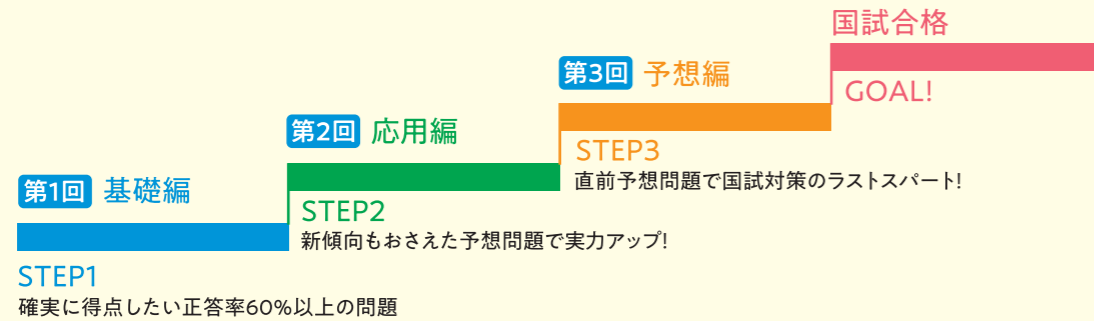 第1回 基礎編
STEP1
確実に得点したい正答率60%以上の問題
第2回 応用編
STEP2
新傾向もおさえた予想問題で実力アップ!
第3回 予想編
STEP3
直前予想問題で国試対策のラストスパート!
国試合格
GOAL!